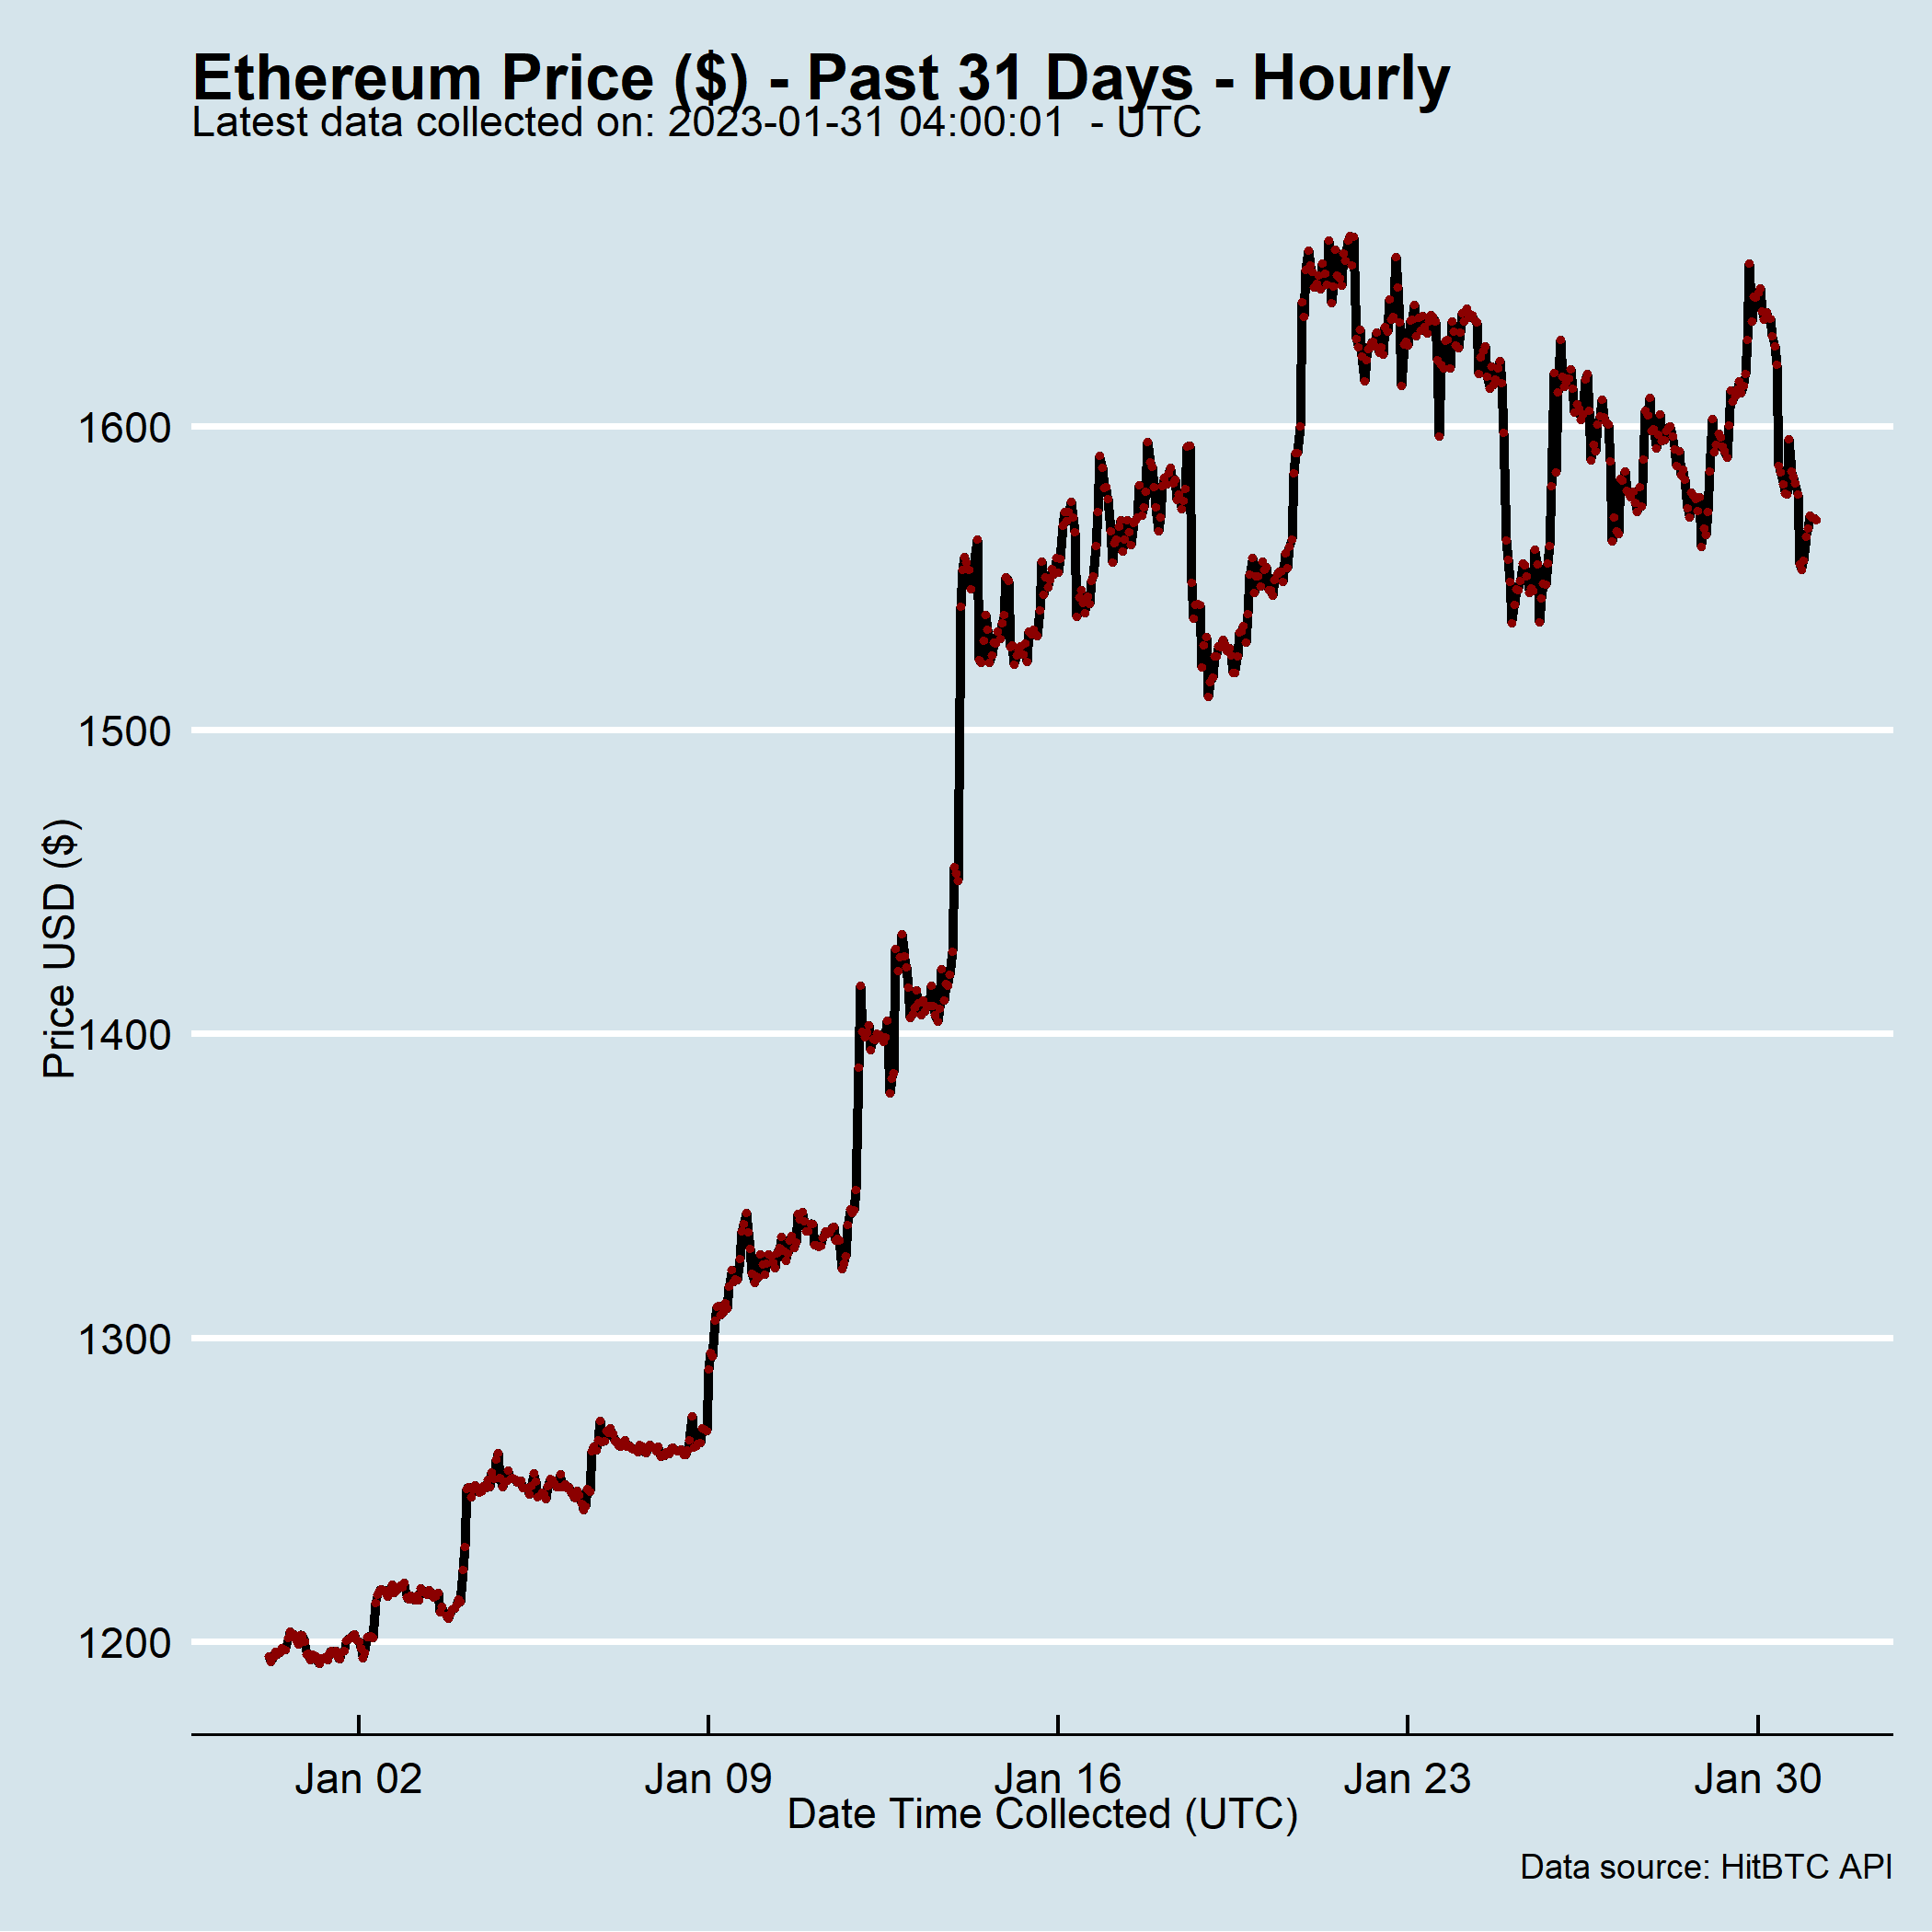 Ethereum Price ($) - Past 31 Days - Hourly
Latest data collected on: 2023-01-31 04:00:01  - UTC
Price USD ($)
1600
1500
1400
1300
1200
Jan 02
Jan 09
Jan 16
Jan 23
Jan 30
Date Time Collected (UTC)
Data source: HitBTC API